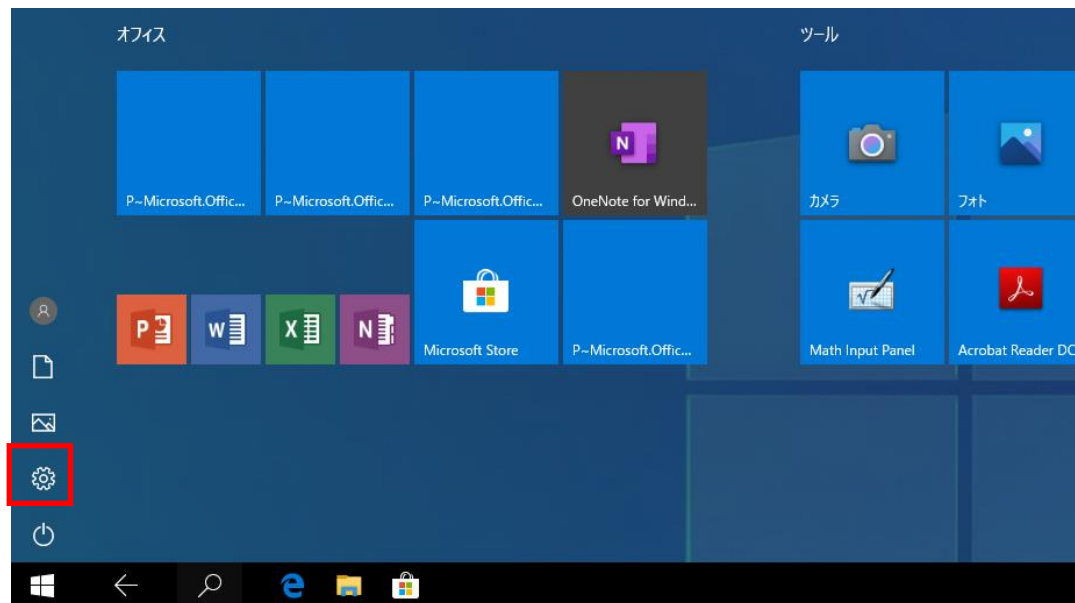 オフィス
ツール
P~Microsoft.Offic...
P~Microsoft.Offic...
P~Microsoft.Offic...
OneNote for Wind...
カメラ
フォト
Microsoft Store
P~Microsoft.Offic...
Math Input Panel
Acrobat Reader DC